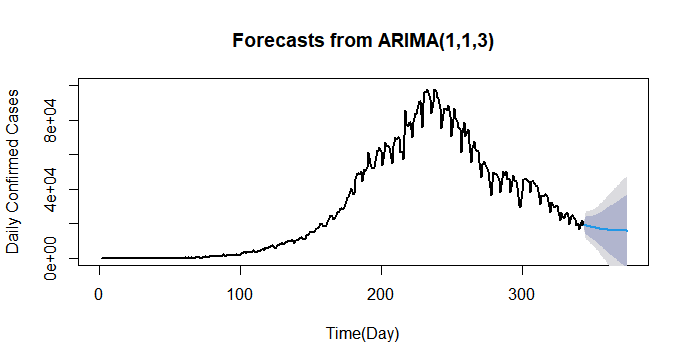 Forecasts from ARIMA(1,1,3)
Daily Confirmed Cases
8e+04
4e+04
0e+00
0
100
200
300
Time(Day)